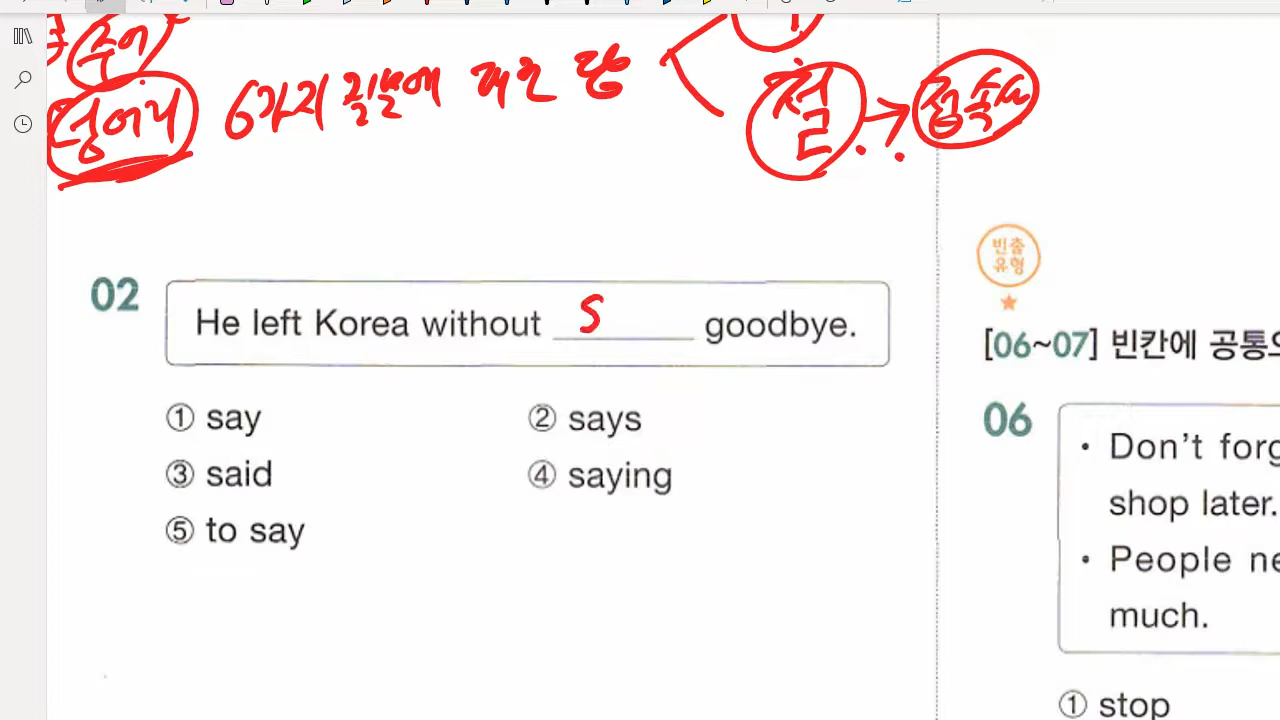 주어
덩어리 6가지 질문에 대한 답
절 → 접속사
02 He left Korea without S goodbye.
① say ② says
③ said ④ saying
⑤ to say
빈출
유형
[06~07] 빈칸에 공통으
06
• Don't forg
shop later.
• People ne
much.
① stop